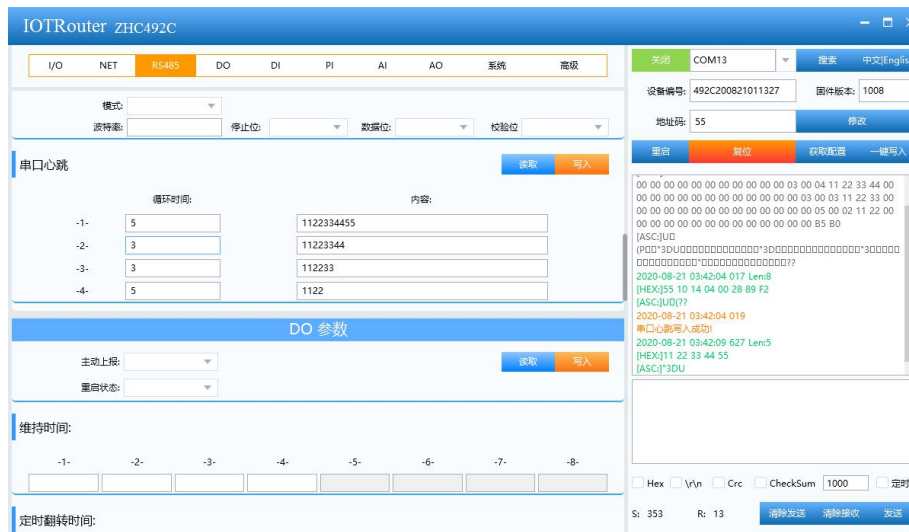 IOTRouter ZHC492C
I/O NET RS485 DO DI PI AI AO 系统 高级
模式:
波特率: 停止位: 数据位: 校验位
串口心跳 读取 写入
循环时间: 内容:
-1- 5 1122334455
-2- 3 11223344
-3- 3 112233
-4- 5 1122
DO 参数
主动上报: 读取 写入
重启状态:
维持时间:
-1- -2- -3- -4- -5- -6- -7- -8-
定时翻转时间:
关闭 COM13 搜索 中文|Englis
设备编号: 492C200821011327 固件版本: 1008
地址码: 55 修改
重启 复位 获取配置 一键写入
00 00 00 00 00 00 00 00 00 00 00 00 03 00 04 11 22 33 44 00
00 00 00 00 00 00 00 00 00 00 00 00 00 03 00 03 11 22 33 00
00 00 00 00 00 00 00 00 00 00 00 00 00 00 05 00 02 11 22 00
00 00 00 00 00 00 00 00 00 00 00 00 00 00 B5 B0
[ASC:]U
2020-08-21 03:42:04 017 Len:8
[HEX:]55 10 14 04 00 28 89 F2
[ASC:]U(??
2020-08-21 03:42:04 019
串口心跳写入成功!
2020-08-21 03:42:09 627 Len:5
[HEX:]11 22 33 44 55
[ASC:]"3DU
Hex \r\n Crc CheckSum 1000 定时
S: 353 R: 13 清除发送 清除接收 发送